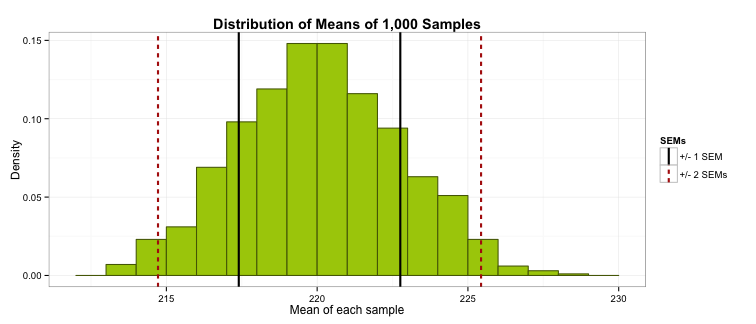 Distribution of Means of 1,000 Samples
0.15
0.10
0.05
0.00
Density
215
220
225
230
Mean of each sample
SEMs
+/- 1 SEM
+/- 2 SEMs